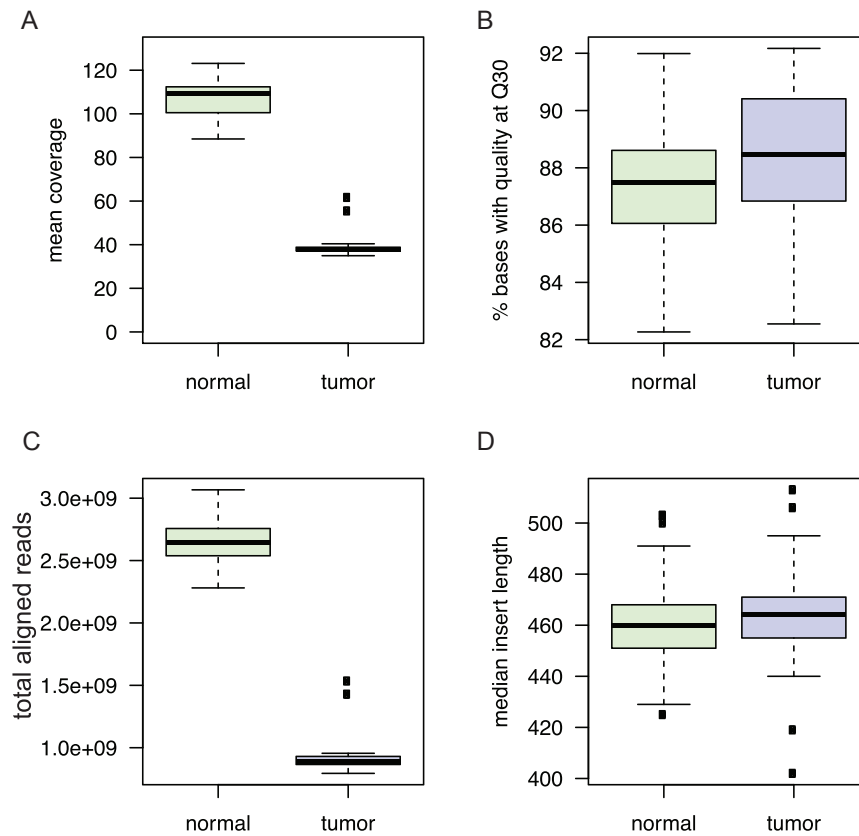 A
mean coverage
120
100
80
60
40
20
0
normal tumor
B
% bases with quality at Q30
92
90
88
86
84
82
normal tumor
C
total aligned reads
3.0e+09
2.5e+09
2.0e+09
1.5e+09
1.0e+09
normal tumor
D
median insert length
500
480
460
440
420
400
normal tumor